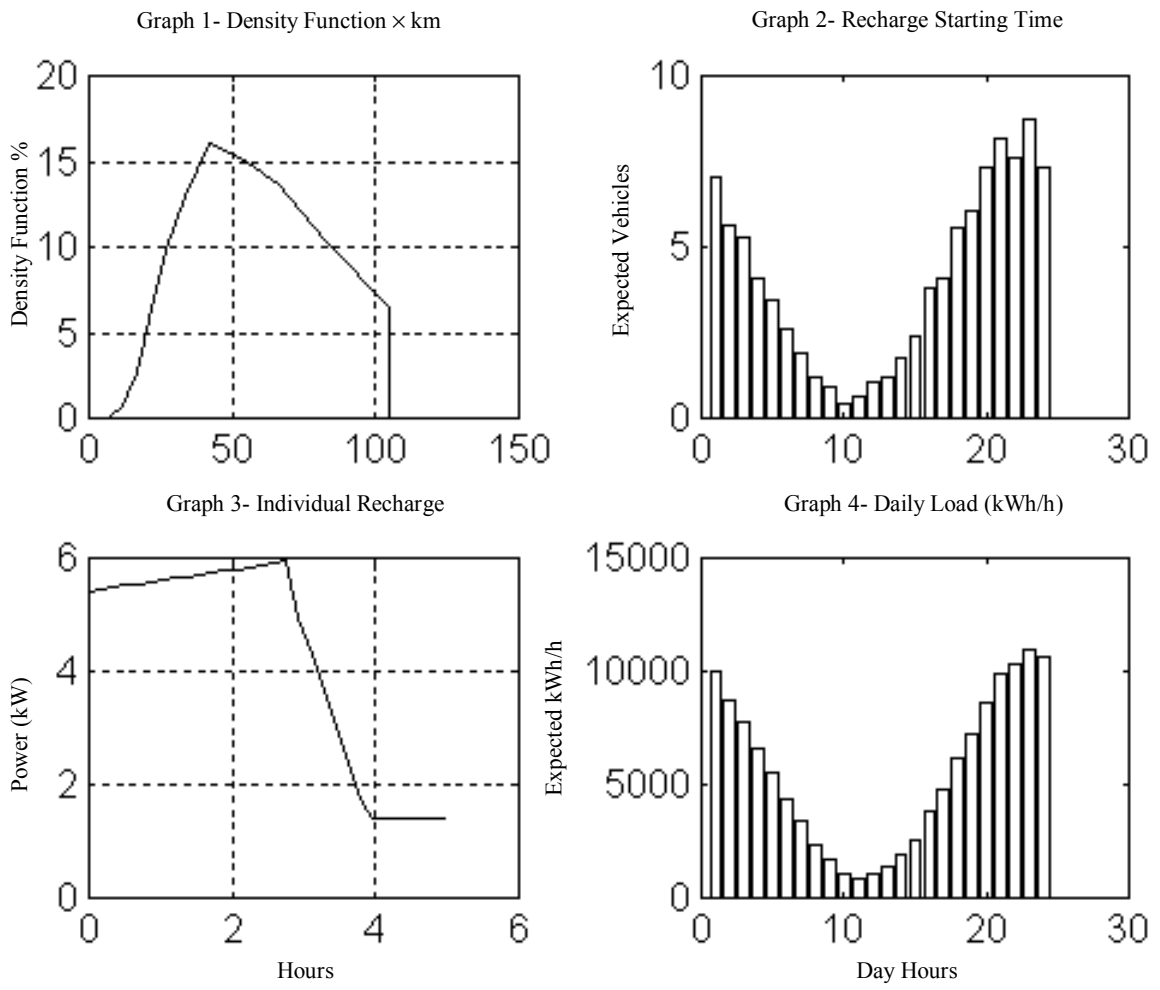 Graph 1- Density Function × km
20
15
10
5
0
0 50 100 150
Density Function %
Graph 2- Recharge Starting Time
10
5
0
0 10 20 30
Expected Vehicles
Graph 3- Individual Recharge
6
4
2
0
0 2 4 6
Power (kW)
Hours
Graph 4- Daily Load (kWh/h)
15000
10000
5000
0
0 10 20 30
Expected kWh/h
Day Hours